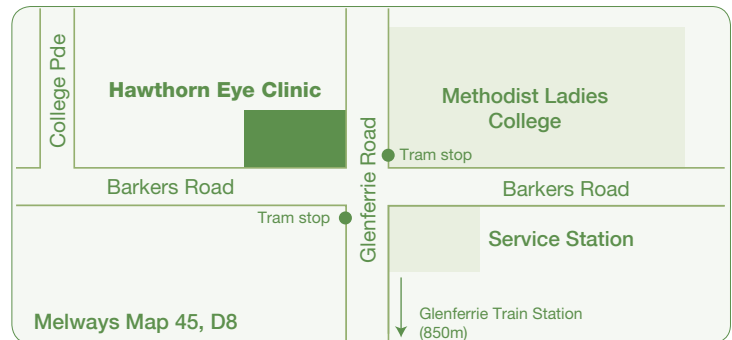 College Pde
Hawthorn Eye Clinic
Glenferrie Road
Methodist Ladies
College
Tram stop
Barkers Road
Barkers Road
Tram stop
Service Station
Melways Map 45, D8
Glenferrie Train Station
(850m)